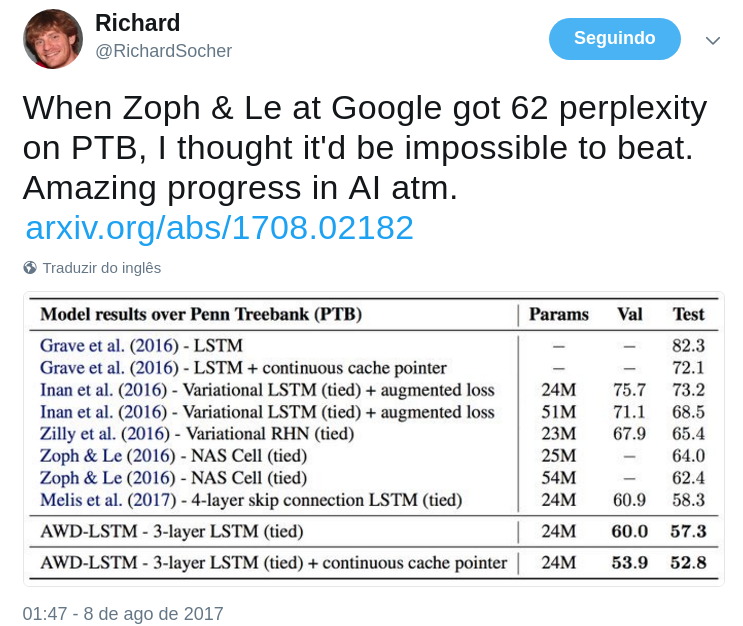 Richard
@RichardSocher
Seguindo
When Zoph & Le at Google got 62 perplexity
on PTB, I thought it'd be impossible to beat.
Amazing progress in AI atm.
arxiv.org/abs/1708.02182
Traduzir do inglês
Model results over Penn Treebank (PTB) Params Val Test
Grave et al. (2016) - LSTM – – 82.3
Grave et al. (2016) - LSTM + continuous cache pointer – – 72.1
Inan et al. (2016) - Variational LSTM (tied) + augmented loss 24M 75.7 73.2
Inan et al. (2016) - Variational LSTM (tied) + augmented loss 51M 71.1 68.5
Zilly et al. (2016) - Variational RHN (tied) 23M 67.9 65.4
Zoph & Le (2016) - NAS Cell (tied) 25M – 64.0
Zoph & Le (2016) - NAS Cell (tied) 54M – 62.4
Melis et al. (2017) - 4-layer skip connection LSTM (tied) 24M 60.9 58.3
AWD-LSTM - 3-layer LSTM (tied) 24M 60.0 57.3
AWD-LSTM - 3-layer LSTM (tied) + continuous cache pointer 24M 53.9 52.8
01:47 - 8 de ago de 2017